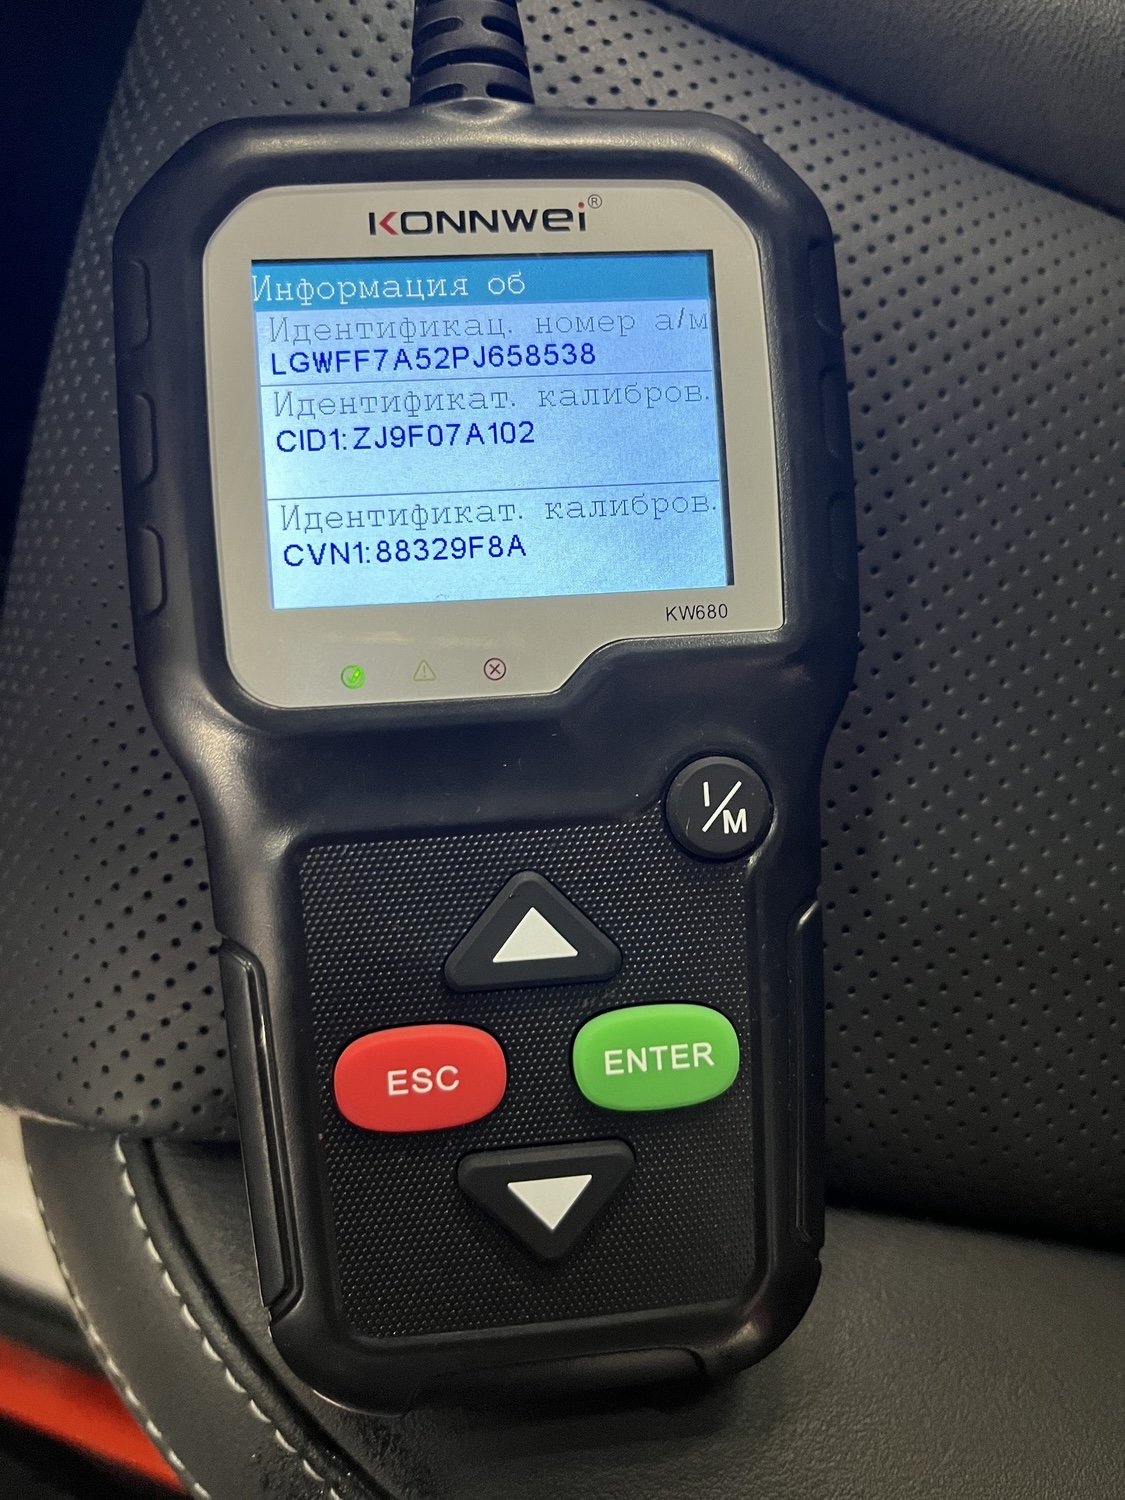 KONNWEI®
Информация об
Идентификац. номер а/м
LGWFF7A52PJ658538
Идентификат. калибров.
CID1:ZJ9F07A102
Идентификат. калибров.
CVN1:88329F8A
KW680
I/M
ESC
ENTER